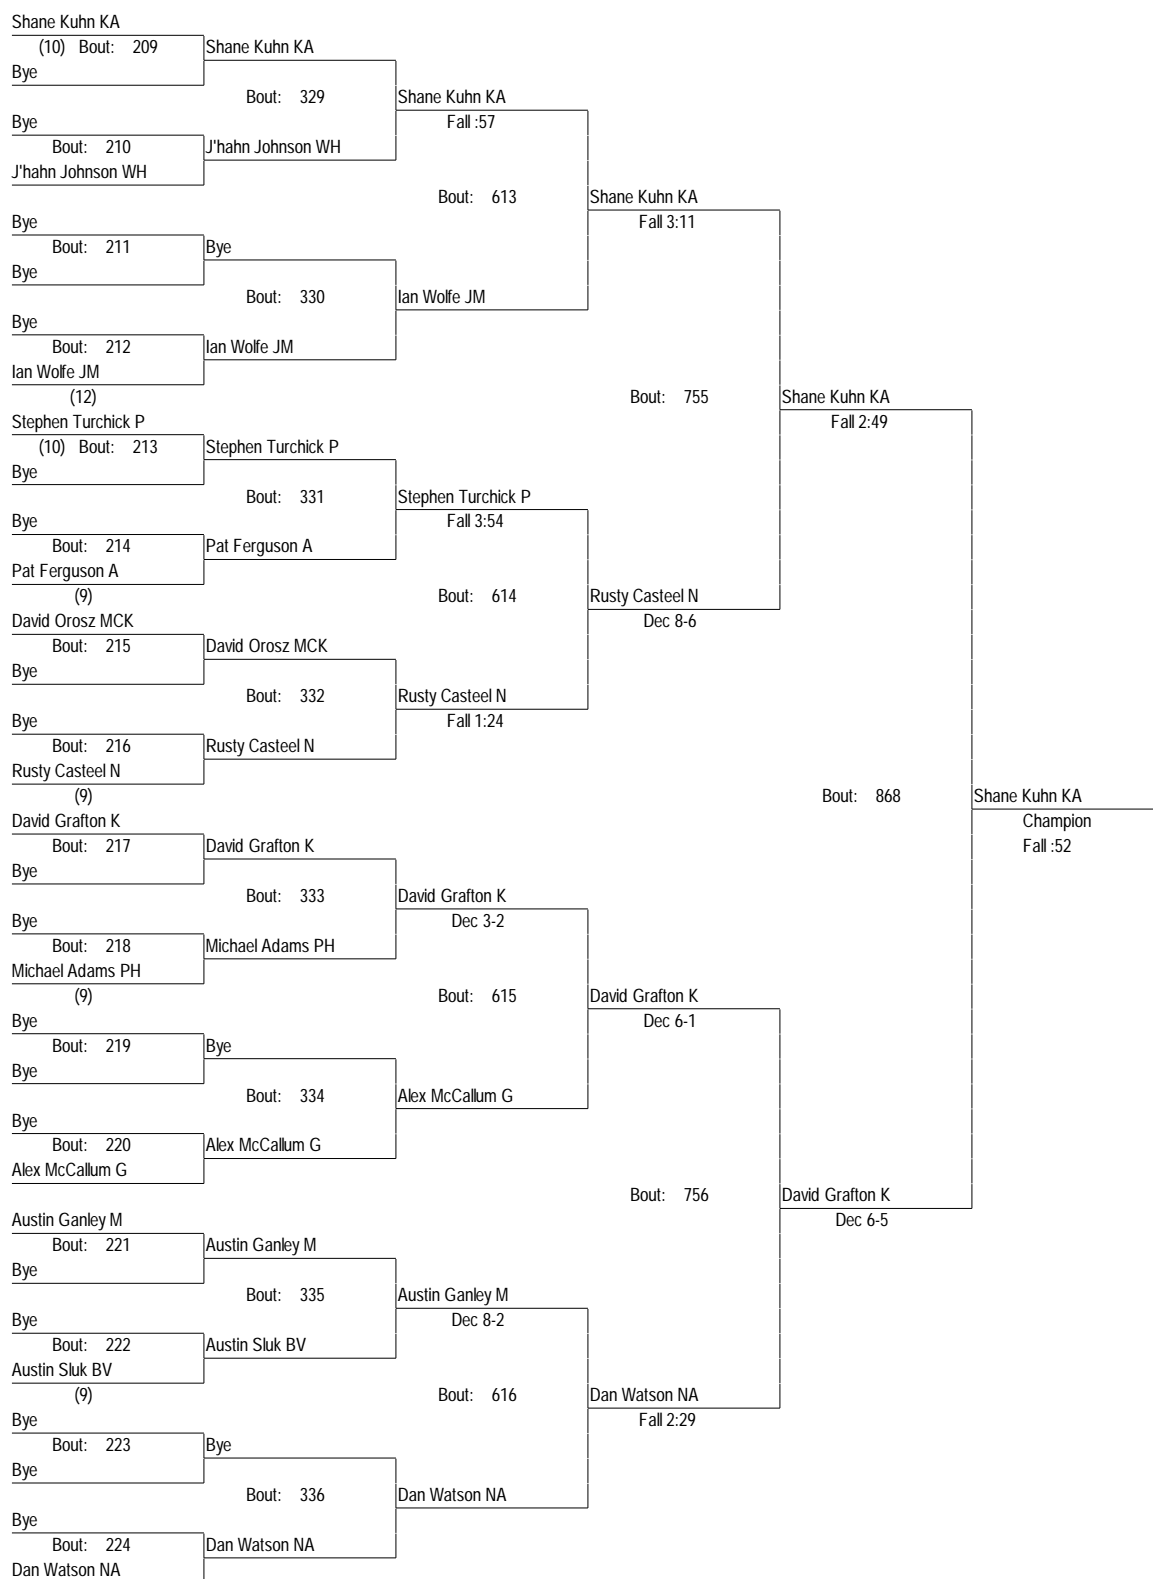 Shane Kuhn KA
(10) Bout: 209 Shane Kuhn KA
Bye
Bout: 329 Shane Kuhn KA
Bye Fall :57
Bout: 210 J'hahn Johnson WH
J'hahn Johnson WH
Bout: 613 Shane Kuhn KA
Bye Fall 3:11
Bout: 211 Bye
Bye
Bout: 330 Ian Wolfe JM
Bye
Bout: 212 Ian Wolfe JM
Ian Wolfe JM
(12) Bout: 755 Shane Kuhn KA
Stephen Turchick P Fall 2:49
(10) Bout: 213 Stephen Turchick P
Bye
Bout: 331 Stephen Turchick P
Bye Fall 3:54
Bout: 214 Pat Ferguson A
Pat Ferguson A
(9) Bout: 614 Rusty Casteel N
David Orosz MCK Dec 8-6
Bout: 215 David Orosz MCK
Bye
Bout: 332 Rusty Casteel N
Bye Fall 1:24
Bout: 216 Rusty Casteel N
Rusty Casteel N
(9) Bout: 868 Shane Kuhn KA
David Grafton K Champion
Bout: 217 David Grafton K Fall :52
Bye
Bout: 333 David Grafton K
Bye Dec 3-2
Bout: 218 Michael Adams PH
Michael Adams PH
(9) Bout: 615 David Grafton K
Bye Dec 6-1
Bout: 219 Bye
Bye
Bout: 334 Alex McCallum G
Bye
Bout: 220 Alex McCallum G
Alex McCallum G
Bout: 756 David Grafton K
Austin Ganley M Dec 6-5
Bout: 221 Austin Ganley M
Bye
Bout: 335 Austin Ganley M
Bye Dec 8-2
Bout: 222 Austin Sluk BV
Austin Sluk BV
(9) Bout: 616 Dan Watson NA
Bye Fall 2:29
Bout: 223 Bye
Bye
Bout: 336 Dan Watson NA
Bye
Bout: 224 Dan Watson NA
Dan Watson NA